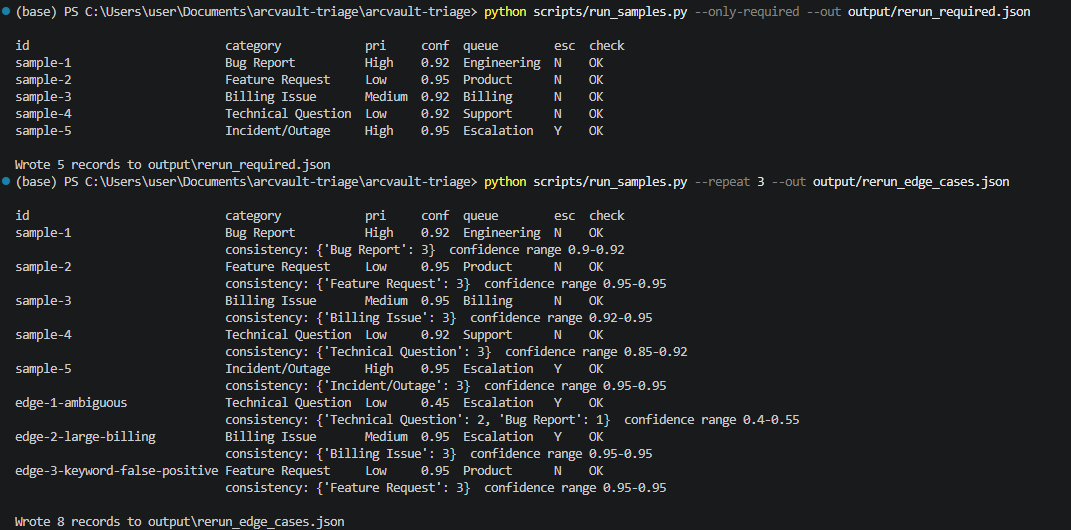 (base) PS C:\Users\user\Documents\arcvault-triage\arcvault-triage> python scripts/run_samples.py --only-required --out output/rerun_required.json
id category pri conf queue esc check
sample-1 Bug Report High 0.92 Engineering N OK
sample-2 Feature Request Low 0.95 Product N OK
sample-3 Billing Issue Medium 0.92 Billing N OK
sample-4 Technical Question Low 0.92 Support N OK
sample-5 Incident/Outage High 0.95 Escalation Y OK
Wrote 5 records to output\rerun_required.json
(base) PS C:\Users\user\Documents\arcvault-triage\arcvault-triage> python scripts/run_samples.py --repeat 3 --out output/rerun_edge_cases.json
id category pri conf queue esc check
sample-1 Bug Report High 0.92 Engineering N OK
consistency: {'Bug Report': 3} confidence range 0.9-0.92
sample-2 Feature Request Low 0.95 Product N OK
consistency: {'Feature Request': 3} confidence range 0.95-0.95
sample-3 Billing Issue Medium 0.95 Billing N OK
consistency: {'Billing Issue': 3} confidence range 0.92-0.95
sample-4 Technical Question Low 0.92 Support N OK
consistency: {'Technical Question': 3} confidence range 0.85-0.92
sample-5 Incident/Outage High 0.95 Escalation Y OK
consistency: {'Incident/Outage': 3} confidence range 0.95-0.95
edge-1-ambiguous Technical Question Low 0.45 Escalation Y OK
consistency: {'Technical Question': 2, 'Bug Report': 1} confidence range 0.4-0.55
edge-2-large-billing Billing Issue Medium 0.95 Escalation Y OK
consistency: {'Billing Issue': 3} confidence range 0.95-0.95
edge-3-keyword-false-positive Feature Request Low 0.95 Product N OK
consistency: {'Feature Request': 3} confidence range 0.95-0.95
Wrote 8 records to output\rerun_edge_cases.json